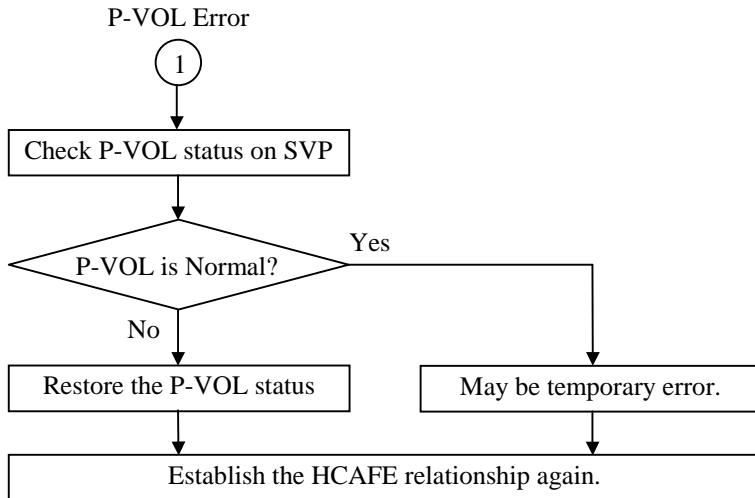 P-VOL Error
1
Check P-VOL status on SVP
P-VOL is Normal?
Yes
No
Restore the P-VOL status
May be temporary error.
Establish the HCAFE relationship again.